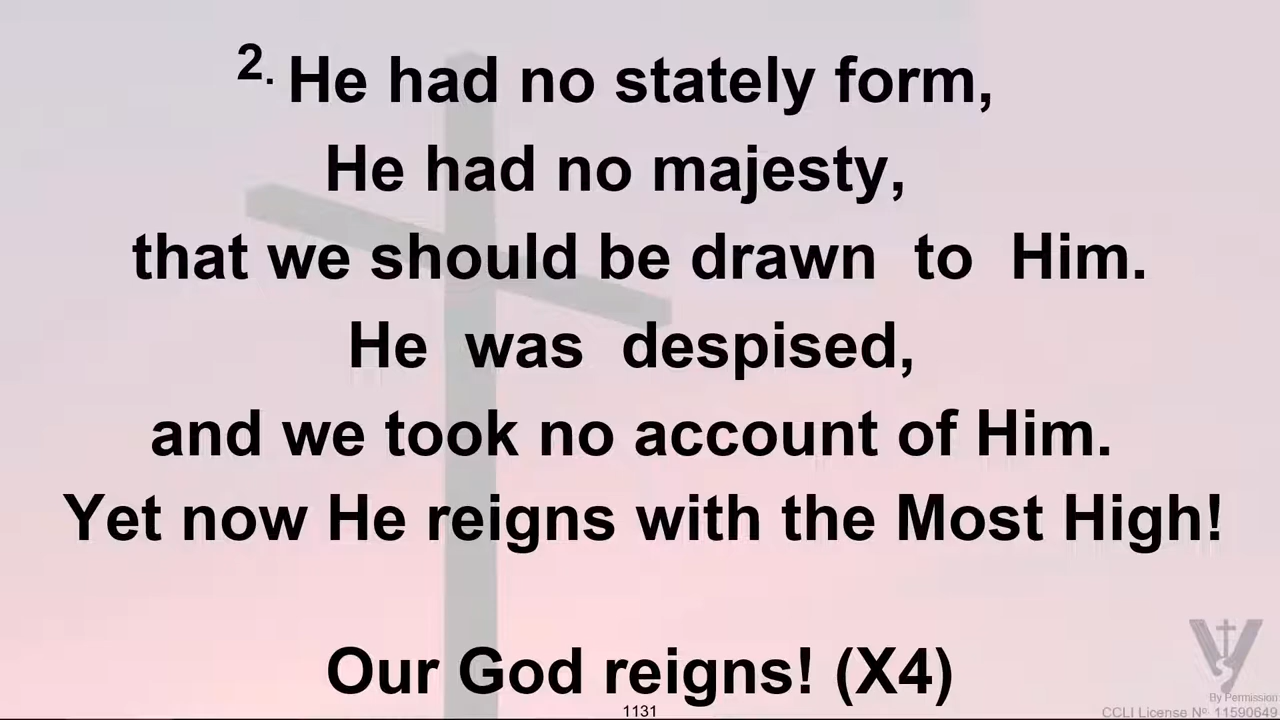 2. He had no stately form,
He had no majesty,
that we should be drawn to Him.
He was despised,
and we took no account of Him.
Yet now He reigns with the Most High!
Our God reigns! (X4)
1131
By Permission
CCLI License Nº. 11590649